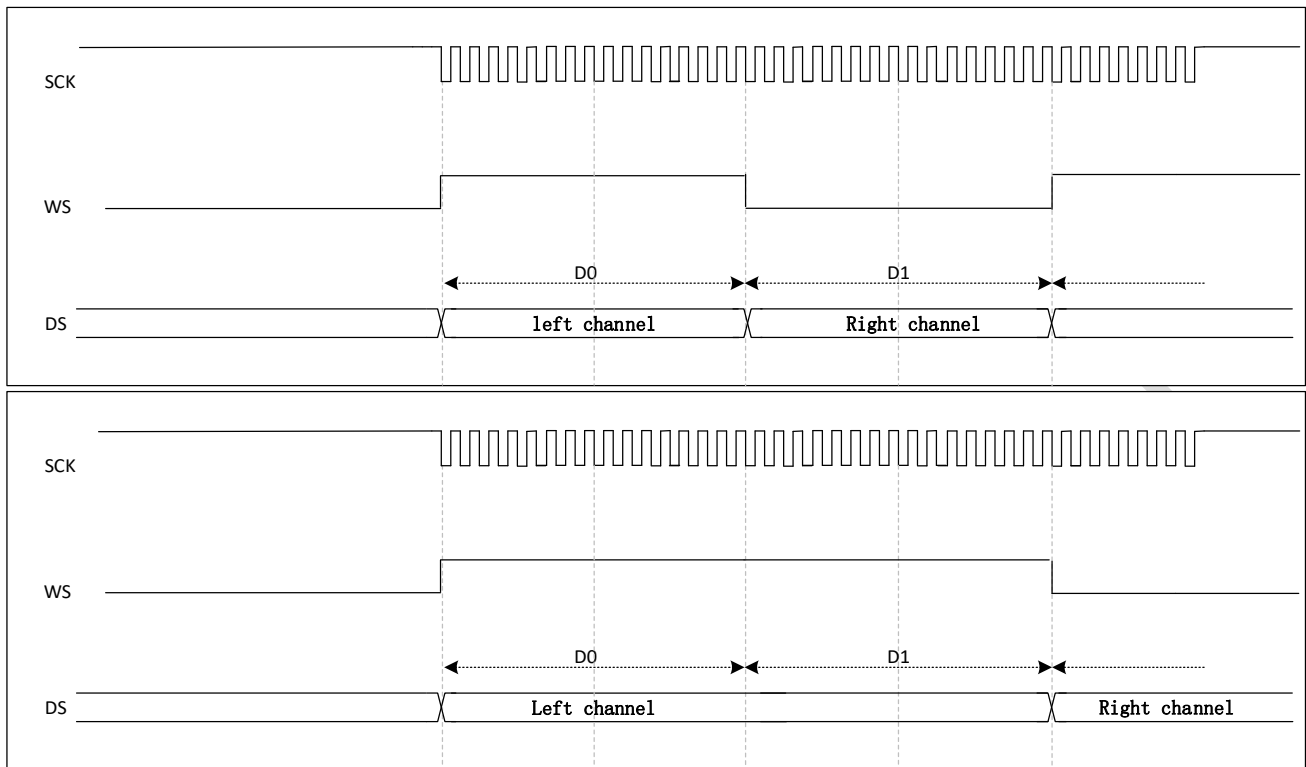 SCK
WS
D0 D1
DS left channel Right channel
SCK
WS
D0 D1
DS Left channel Right channel